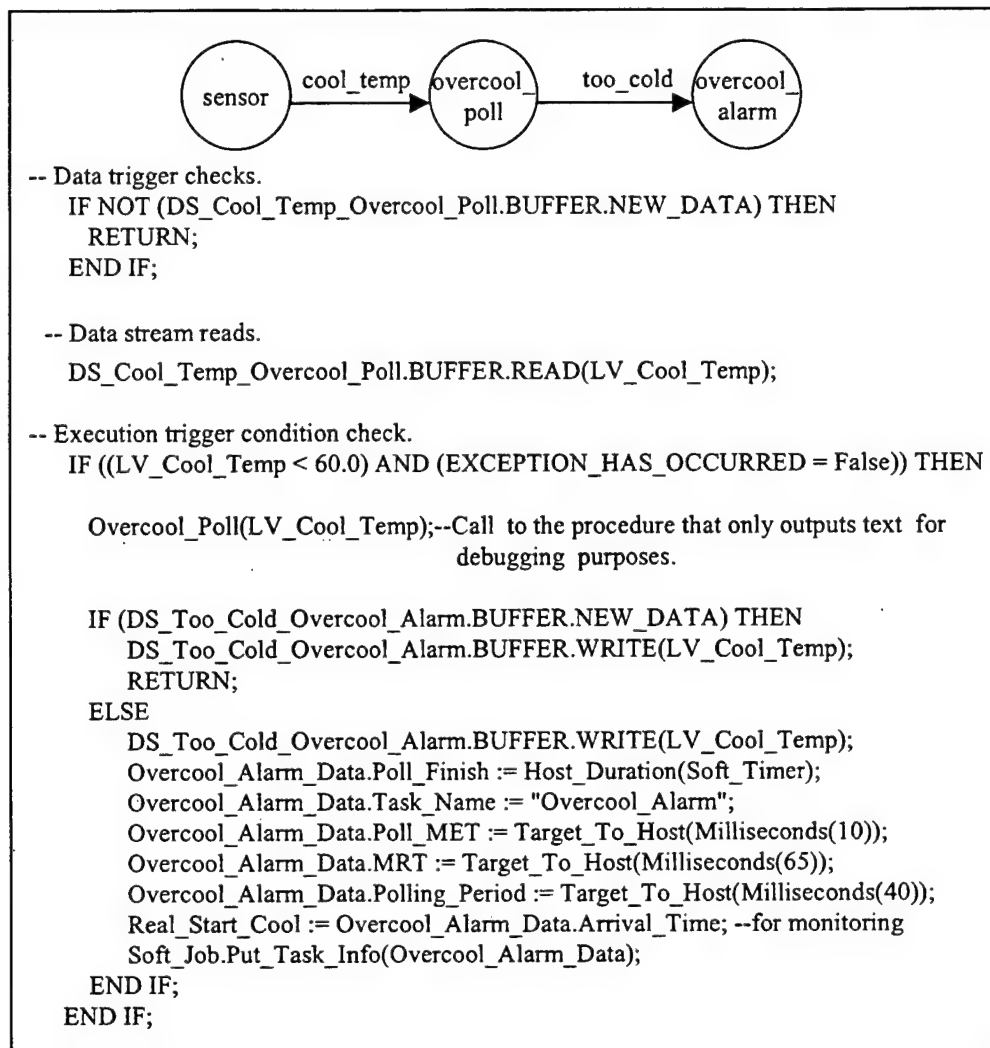 sensor
cool_temp
overcool_
poll
too_cold
overcool_
alarm
-- Data trigger checks.
IF NOT (DS_Cool_Temp_Overcool_Poll.BUFFER.NEW_DATA) THEN
RETURN;
END IF;
-- Data stream reads.
DS_Cool_Temp_Overcool_Poll.BUFFER.READ(LV_Cool_Temp);
-- Execution trigger condition check.
IF ((LV_Cool_Temp < 60.0) AND (EXCEPTION_HAS_OCCURRED = False)) THEN
Overcool_Poll(LV_Cool_Temp);--Call to the procedure that only outputs text for
debugging purposes.
IF (DS_Too_Cold_Overcool_Alarm.BUFFER.NEW_DATA) THEN
DS_Too_Cold_Overcool_Alarm.BUFFER.WRITE(LV_Cool_Temp);
RETURN;
ELSE
DS_Too_Cold_Overcool_Alarm.BUFFER.WRITE(LV_Cool_Temp);
Overcool_Alarm_Data.Poll_Finish := Host_Duration(Soft_Timer);
Overcool_Alarm_Data.Task_Name := "Overcool_Alarm";
Overcool_Alarm_Data.Poll_MET := Target_To_Host(Milliseconds(10));
Overcool_Alarm_Data.MRT := Target_To_Host(Milliseconds(65));
Overcool_Alarm_Data.Polling_Period := Target_To_Host(Milliseconds(40));
Real_Start_Cool := Overcool_Alarm_Data.Arrival_Time; --for monitoring
Soft_Job.Put_Task_Info(Overcool_Alarm_Data);
END IF;
END IF;